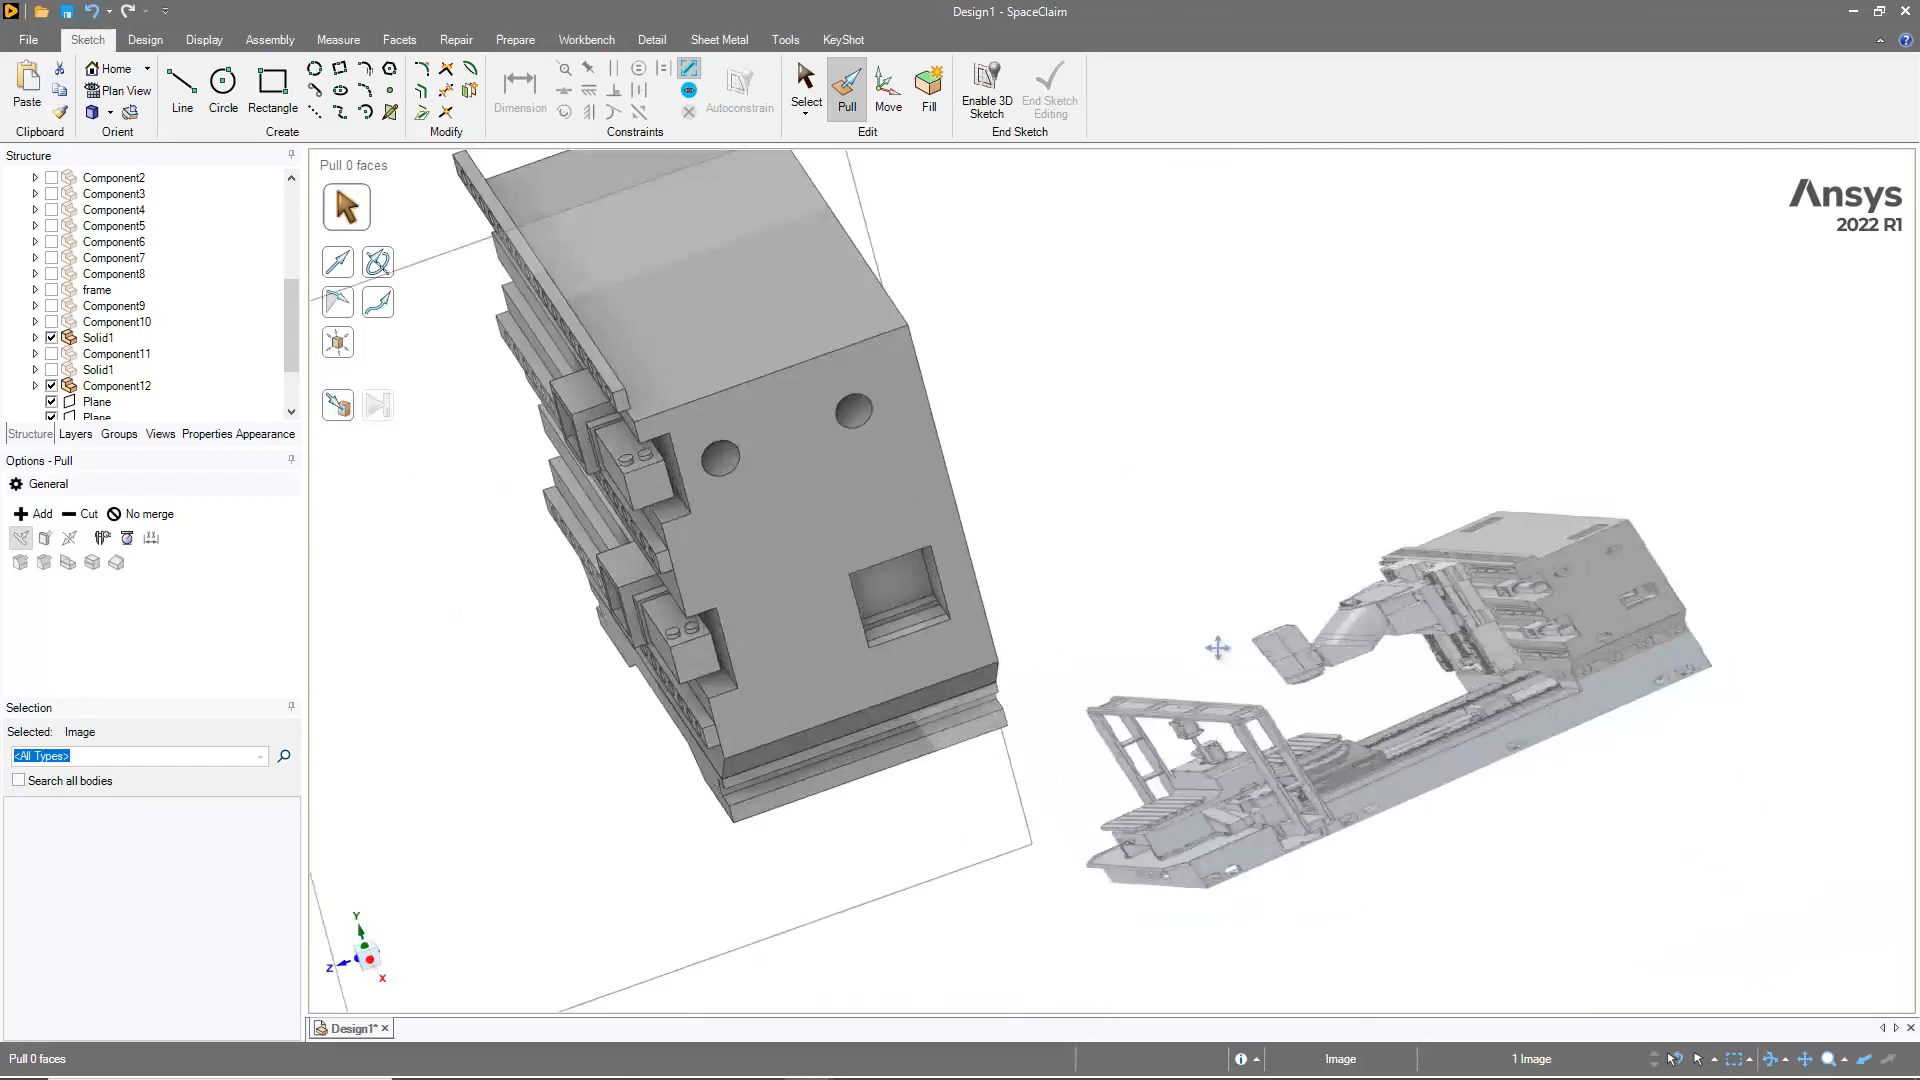 Design1 - SpaceClaim
File Sketch Design Display Assembly Measure Facets Repair Prepare Workbench Detail Sheet Metal Tools KeyShot
Paste
Home
Plan View
Line Circle Rectangle
Dimension
Autoconstrain
Select Pull Move Fill
Enable 3D Sketch
End Sketch Editing
Clipboard Orient Create Modify Constraints Edit End Sketch
Structure
Component2
Component3
Component4
Component5
Component6
Component7
Component8
frame
Component9
Component10
Solid1
Component11
Solid1
Component12
Plane
Plane
Structure Layers Groups Views Properties Appearance
Options - Pull
General
Add Cut No merge
Selection
Selected: Image
<All Types>
Search all bodies
Pull 0 faces
Ansys
2022 R1
Y
Z
X
Design1*
Pull 0 faces
Image
1 Image